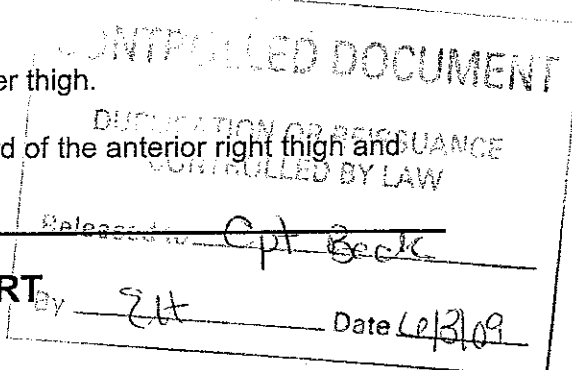 CONTROLLED DOCUMENT
er thigh.
DUPLICATION OR REISSUANCE
d of the anterior right thigh and
CONTROLLED BY LAW
Released to Cpt Beck
RT
By Date 6/3/09